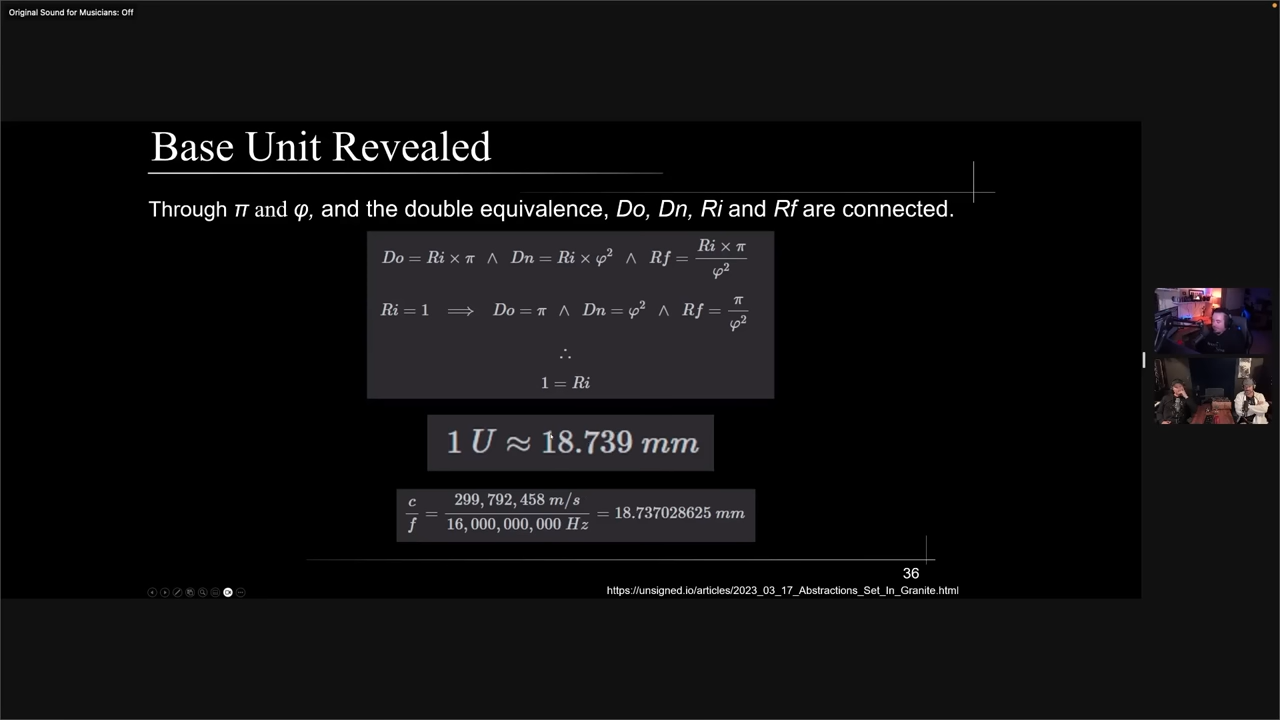 Original Sound for Musicians: Off
Base Unit Revealed
Through π and φ, and the double equivalence, Do, Dn, Ri and Rf are connected.
Do = Ri × π ∧ Dn = Ri × φ² ∧ Rf = (Ri × π)/φ²
Ri = 1 ⟹ Do = π ∧ Dn = φ² ∧ Rf = π/φ²
∴
1 = Ri
1 U ≈ 18.739 mm
c/f = 299,792,458 m/s / 16,000,000,000 Hz = 18.737028625 mm
36
https://unsigned.io/articles/2023_03_17_Abstractions_Set_In_Granite.html